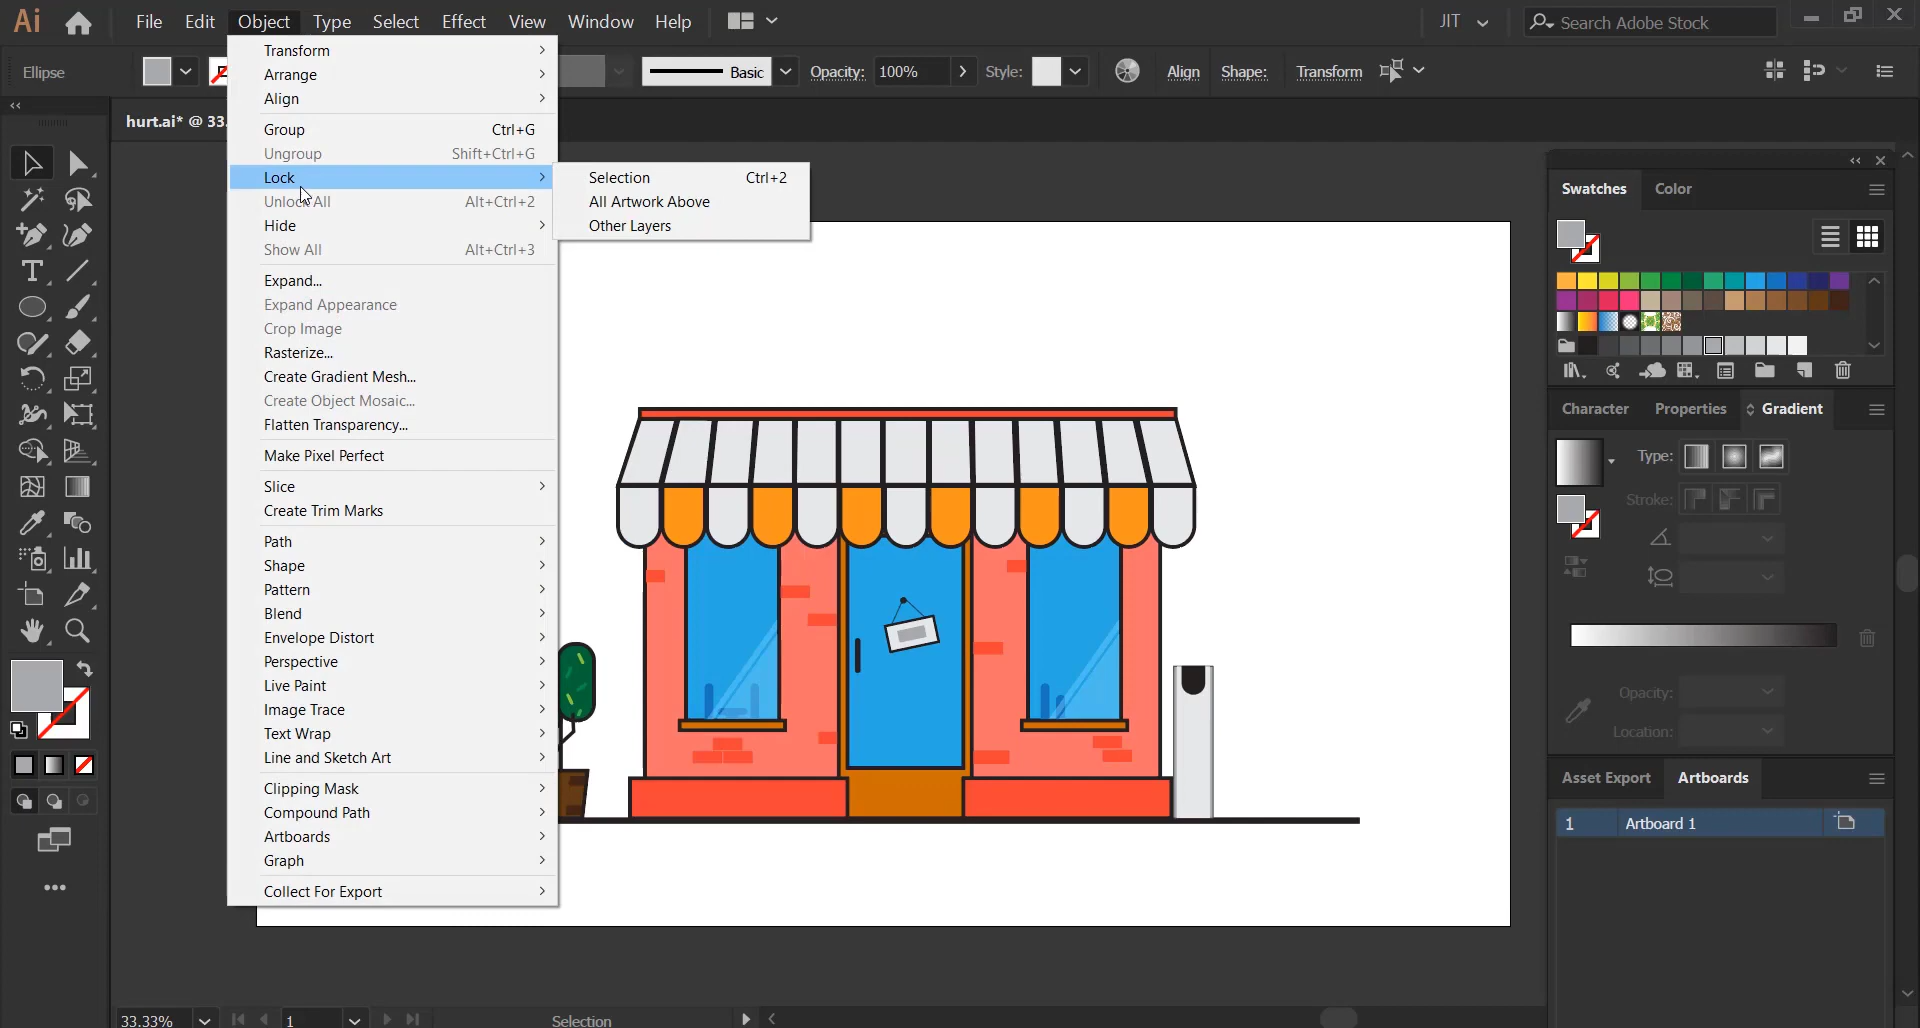 Ai File Edit Object Type Select Effect View Window Help JIT Search Adobe Stock
Ellipse Basic Opacity: 100% Style: Align Shape: Transform
hurt.ai* @ 33.
Transform
Arrange
Align
Group Ctrl+G
Ungroup Shift+Ctrl+G
Lock
Unlock All Alt+Ctrl+2
Hide
Show All Alt+Ctrl+3
Expand...
Expand Appearance
Crop Image
Rasterize...
Create Gradient Mesh...
Create Object Mosaic...
Flatten Transparency...
Make Pixel Perfect
Slice
Create Trim Marks
Path
Shape
Pattern
Blend
Envelope Distort
Perspective
Live Paint
Image Trace
Text Wrap
Line and Sketch Art
Clipping Mask
Compound Path
Artboards
Graph
Collect For Export
Selection Ctrl+2
All Artwork Above
Other Layers
Swatches Color
Character Properties Gradient
Type:
Stroke:
Opacity:
Location:
Asset Export Artboards
1 Artboard 1
33.33% 1 Selection